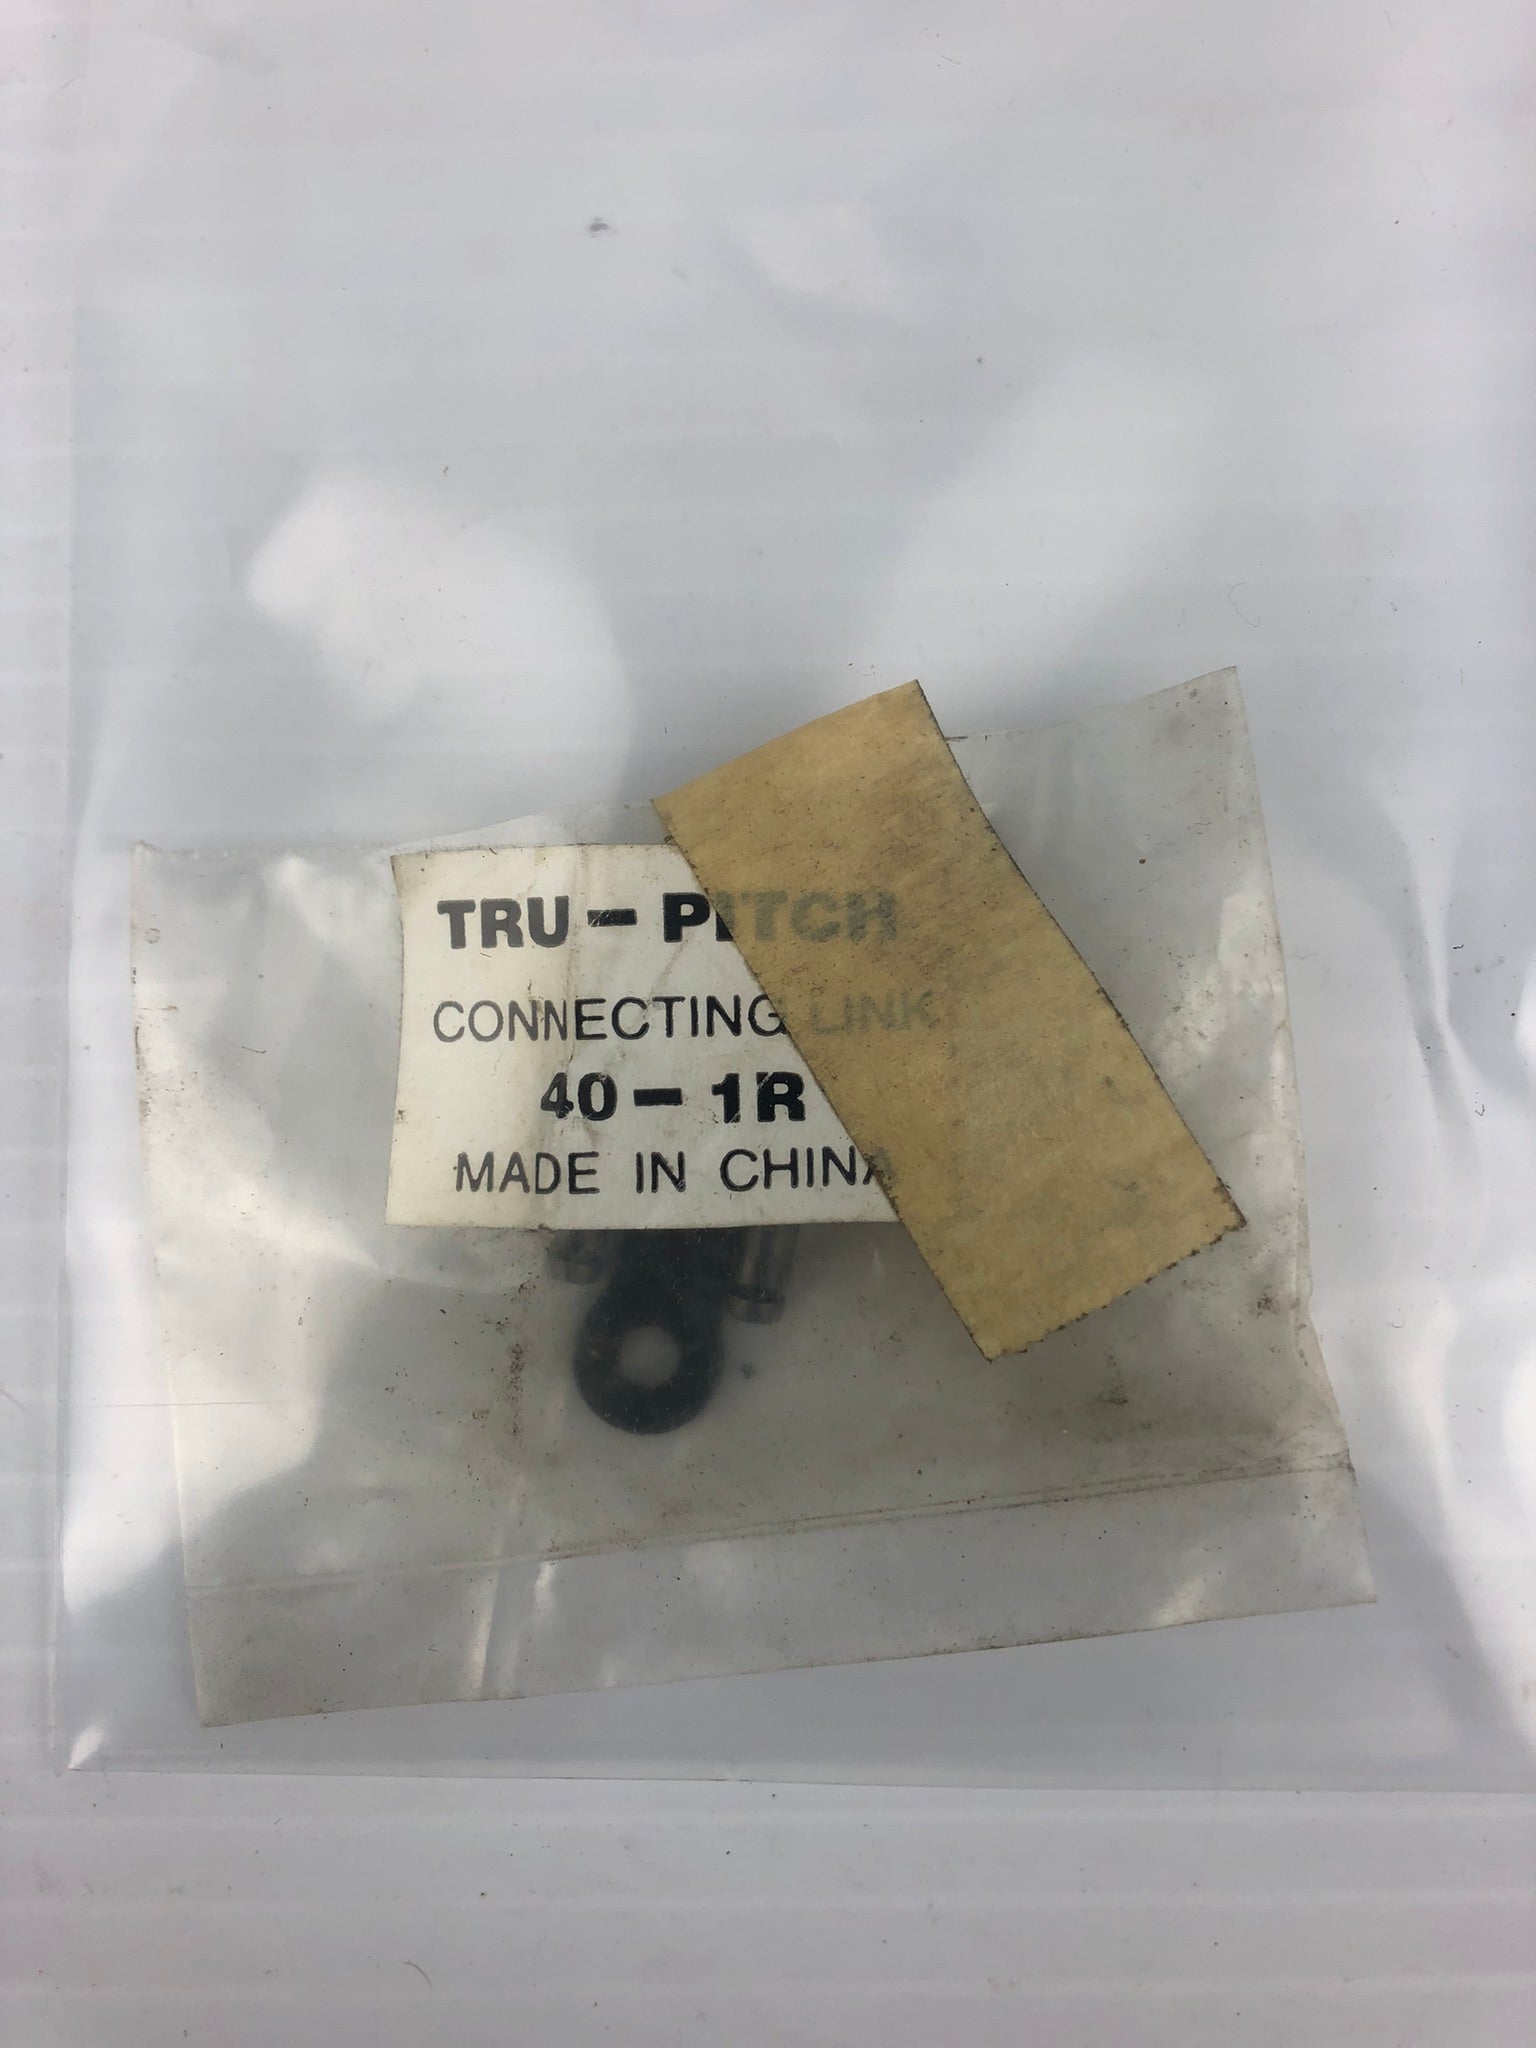 TRU-PITCH
CONNECTING LINK
40-1R
MADE IN CHINA